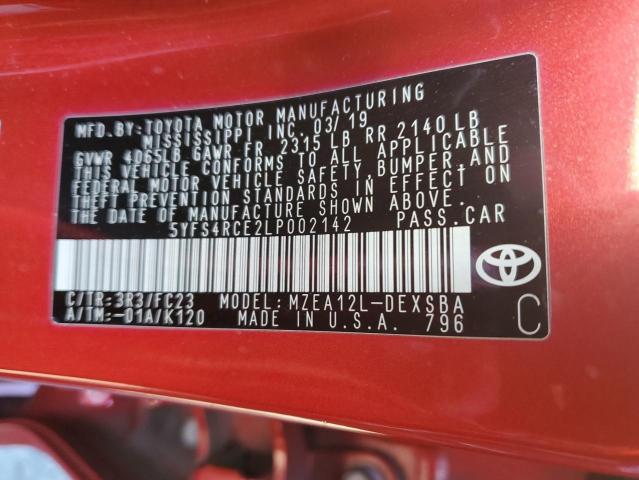 MFD.BY:TOYOTA MOTOR MANUFACTURING
MISSISSIPPI INC. 03/19
GVWR 4065LB GAWR FR 2315 LB RR 2140 LB
THIS VEHICLE CONFORMS TO ALL APPLICABLE
FEDERAL MOTOR VEHICLE SAFETY,BUMPER,AND
THEFT PREVENTION STANDARDS IN EFFECT ON
THE DATE OF MANUFACTURE SHOWN ABOVE.
5YFS4RCE2LP002142 PASS.CAR
C/TR:3R3/FC23 MODEL:MZEA12L-DEXSBA
A/TM:-01A/K120 MADE IN U.S.A. 796
C